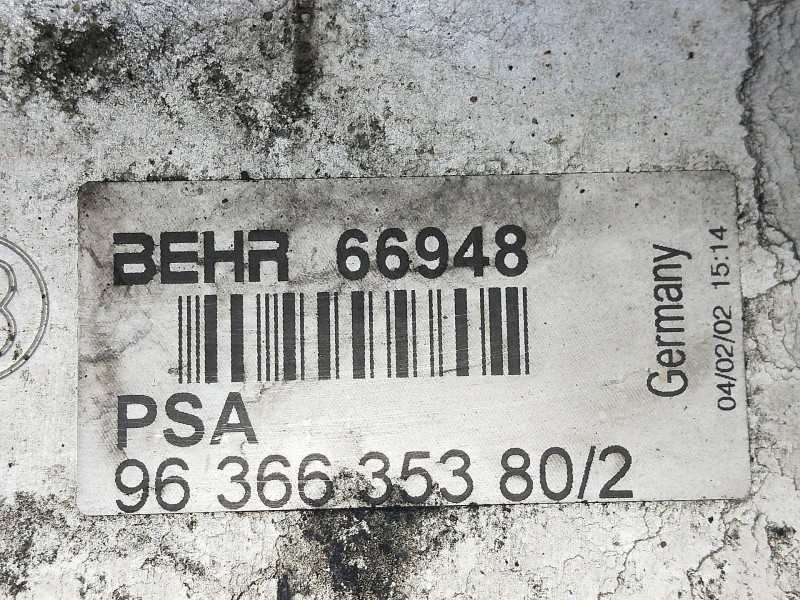 BEHR 66948
PSA
96 366 353 80/2
Germany
04/02/02 15:14